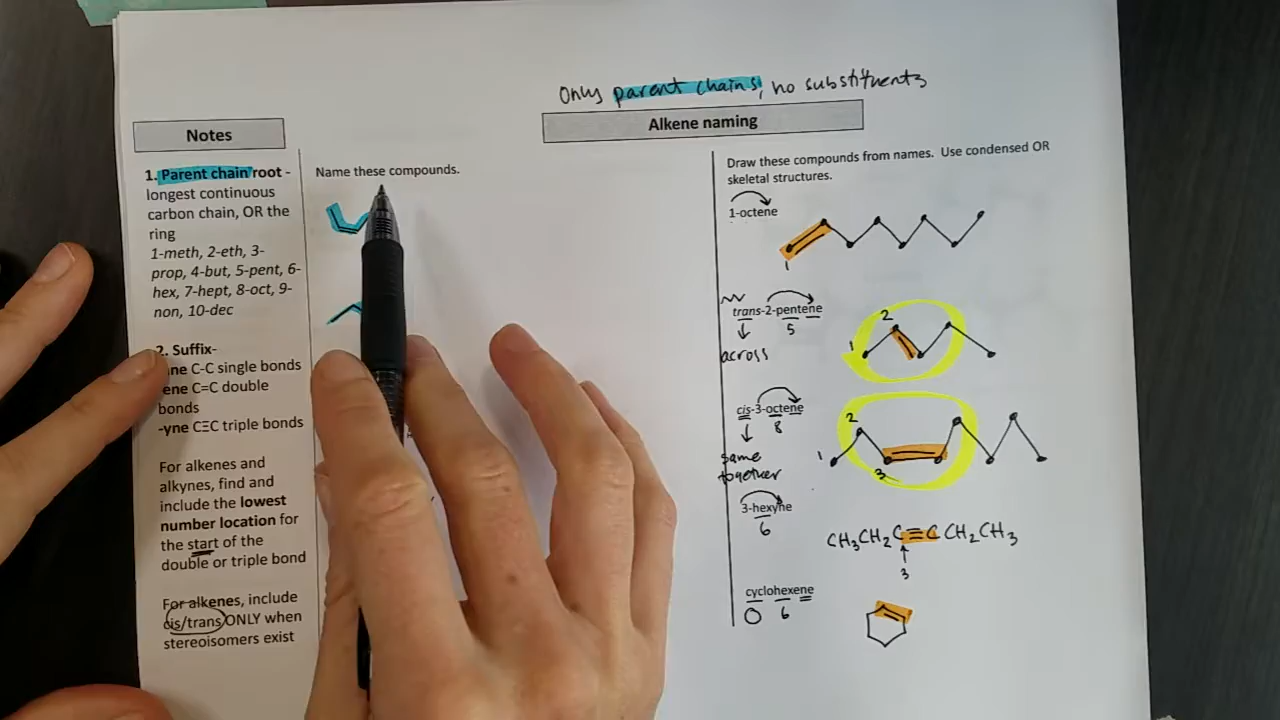 Only parent chains, no substituents
Alkene naming
Notes
1. Parent chain root -
longest continuous
carbon chain, OR the
ring
1-meth, 2-eth, 3-
prop, 4-but, 5-pent, 6-
hex, 7-hept, 8-oct, 9-
non, 10-dec
2. Suffix-
ne C-C single bonds
ene C=C double
bonds
-yne CΞC triple bonds
For alkenes and
alkynes, find and
include the lowest
number location for
the start of the
double or triple bond
For alkenes, include
cis/trans ONLY when
stereoisomers exist
Name these compounds.
Draw these compounds from names. Use condensed OR
skeletal structures.
1-octene
1
trans-2-pentene
5
across
1 2
cis-3-octene
8
same
together
1 2 3
3-hexyne
6
CH3CH2C≡CCH2CH3
3
cyclohexene
6